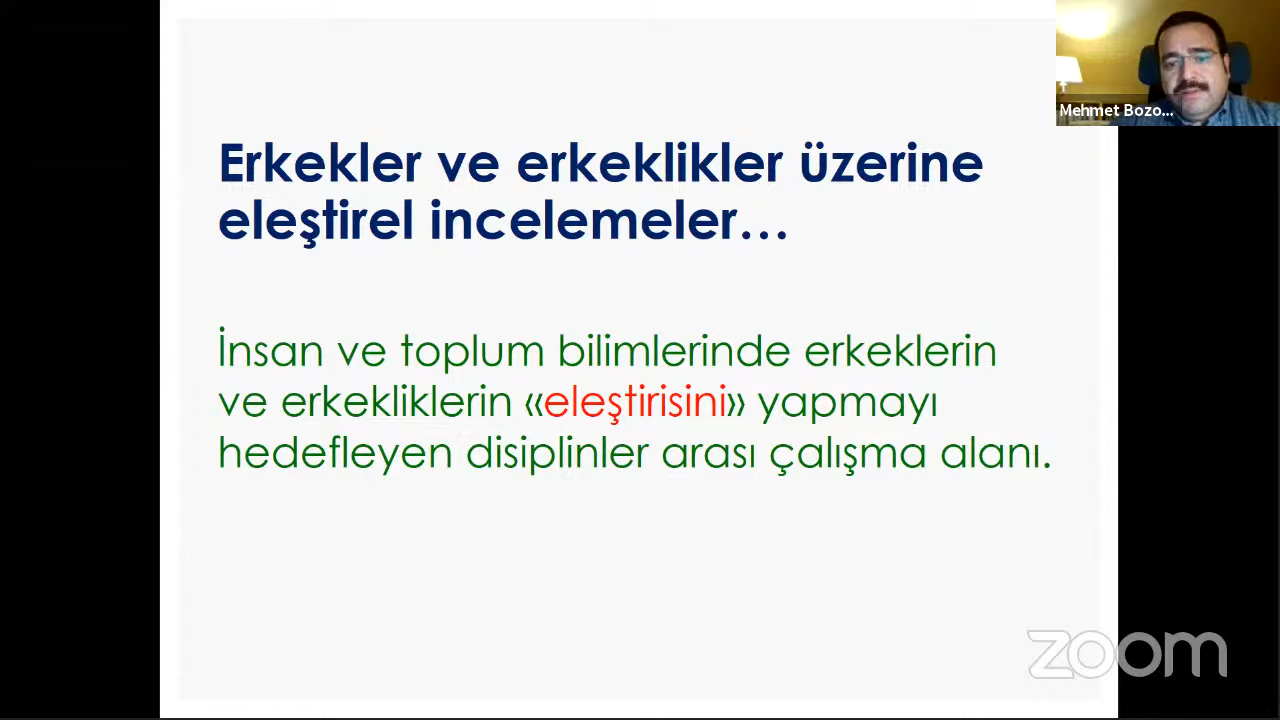 Mehmet Bozo...
Erkekler ve erkeklikler üzerine
eleştirel incelemeler...
İnsan ve toplum bilimlerinde erkeklerin
ve erkekliklerin «eleştirisini» yapmayı
hedefleyen disiplinler arası çalışma alanı.
zoom